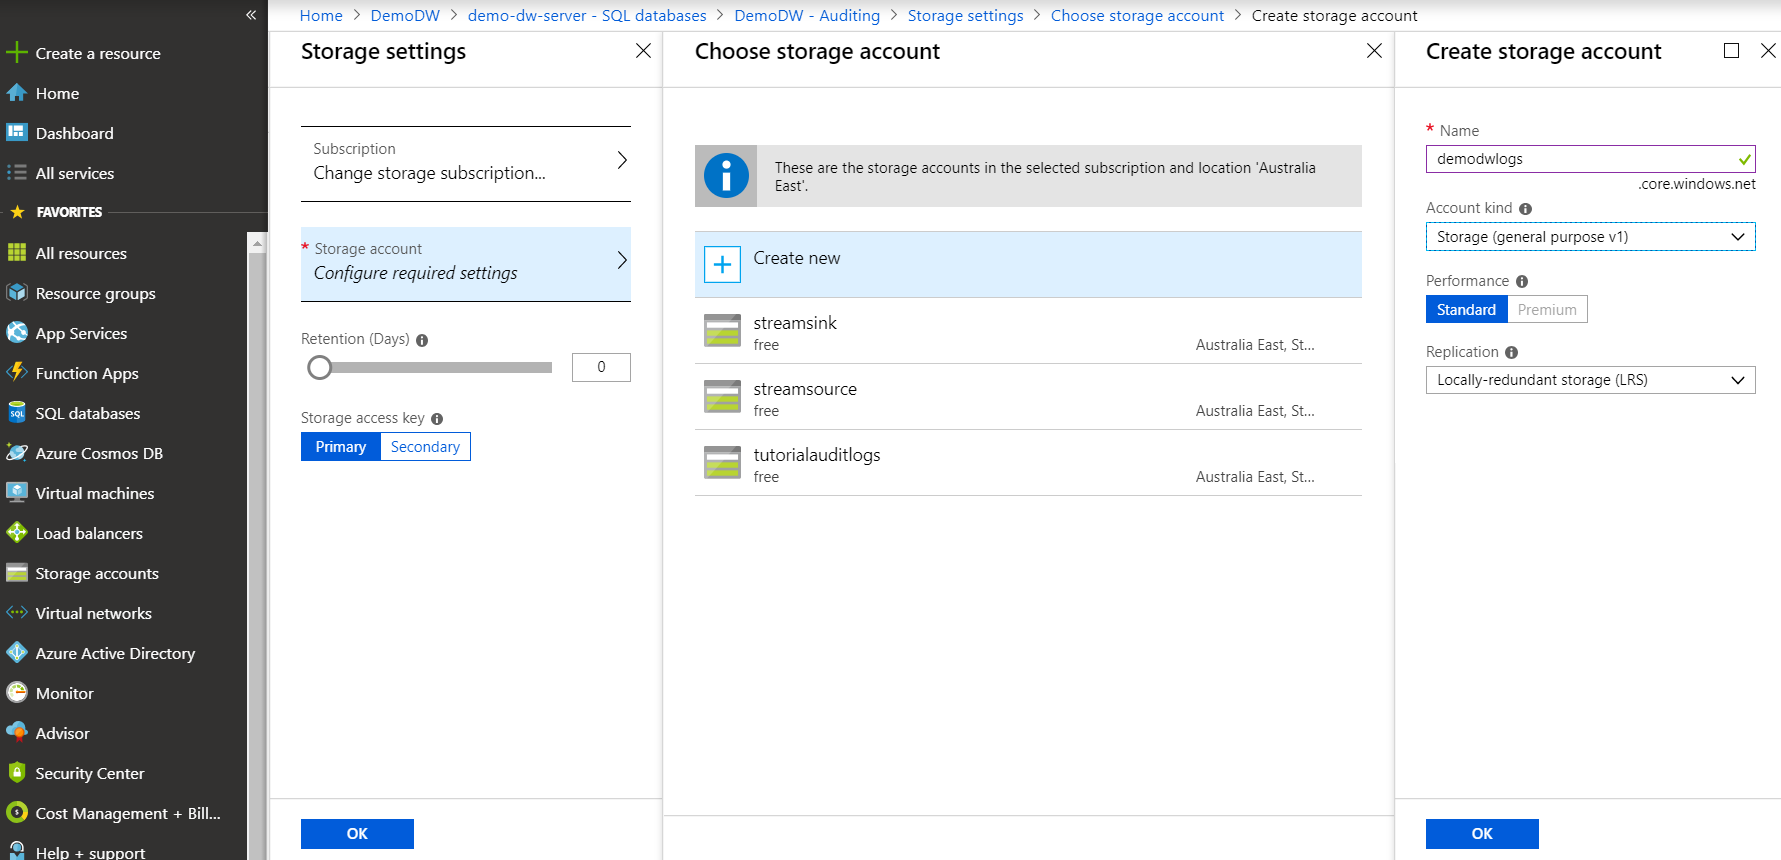 «
Create a resource
Home
Dashboard
All services
FAVORITES
All resources
Resource groups
App Services
Function Apps
SQL databases
Azure Cosmos DB
Virtual machines
Load balancers
Storage accounts
Virtual networks
Azure Active Directory
Monitor
Advisor
Security Center
Cost Management + Bill...
Help + support
Home > DemoDW > demo-dw-server - SQL databases > DemoDW - Auditing > Storage settings > Choose storage account > Create storage account
Storage settings
Subscription
Change storage subscription...
* Storage account
Configure required settings
Retention (Days)
0
Storage access key
Primary Secondary
OK
Choose storage account
These are the storage accounts in the selected subscription and location 'Australia
East'.
Create new
streamsink
free Australia East, St...
streamsource
free Australia East, St...
tutorialauditlogs
free Australia East, St...
Create storage account
* Name
demodwlogs
.core.windows.net
Account kind
Storage (general purpose v1)
Performance
Standard Premium
Replication
Locally-redundant storage (LRS)
OK